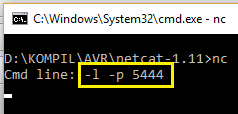 C:\Windows\System32\cmd.exe - nc
D:\KOMPIL\AVR\netcat-1.11>nc
Cmd line: -l -p 5444